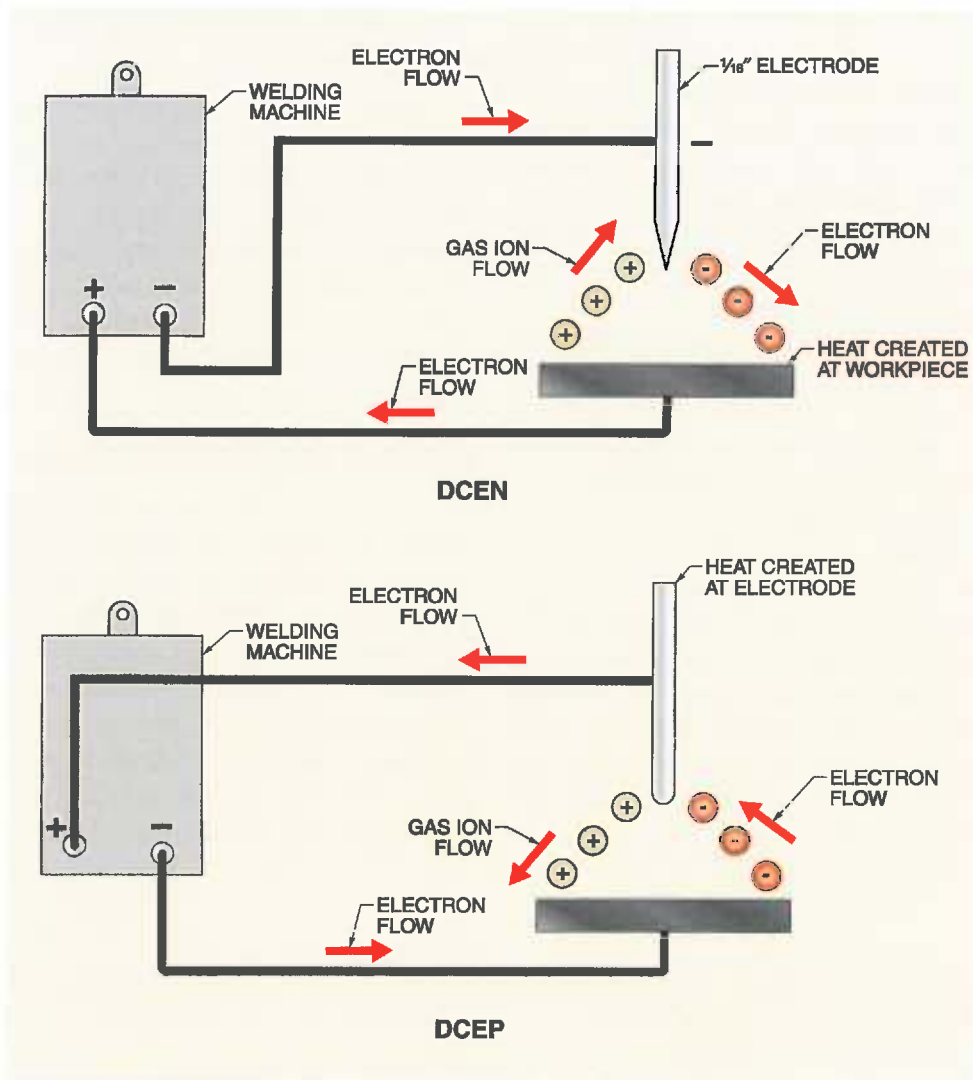 ELECTRON
FLOW
1/16" ELECTRODE
WELDING
MACHINE
−
GAS ION
FLOW
ELECTRON
FLOW
+ −
+ -
+ -
+ -
HEAT CREATED
AT WORKPIECE
ELECTRON
FLOW
DCEN
HEAT CREATED
AT ELECTRODE
ELECTRON
FLOW
WELDING
MACHINE
ELECTRON
FLOW
+ −
GAS ION
FLOW
+ -
+ -
+ -
ELECTRON
FLOW
DCEP